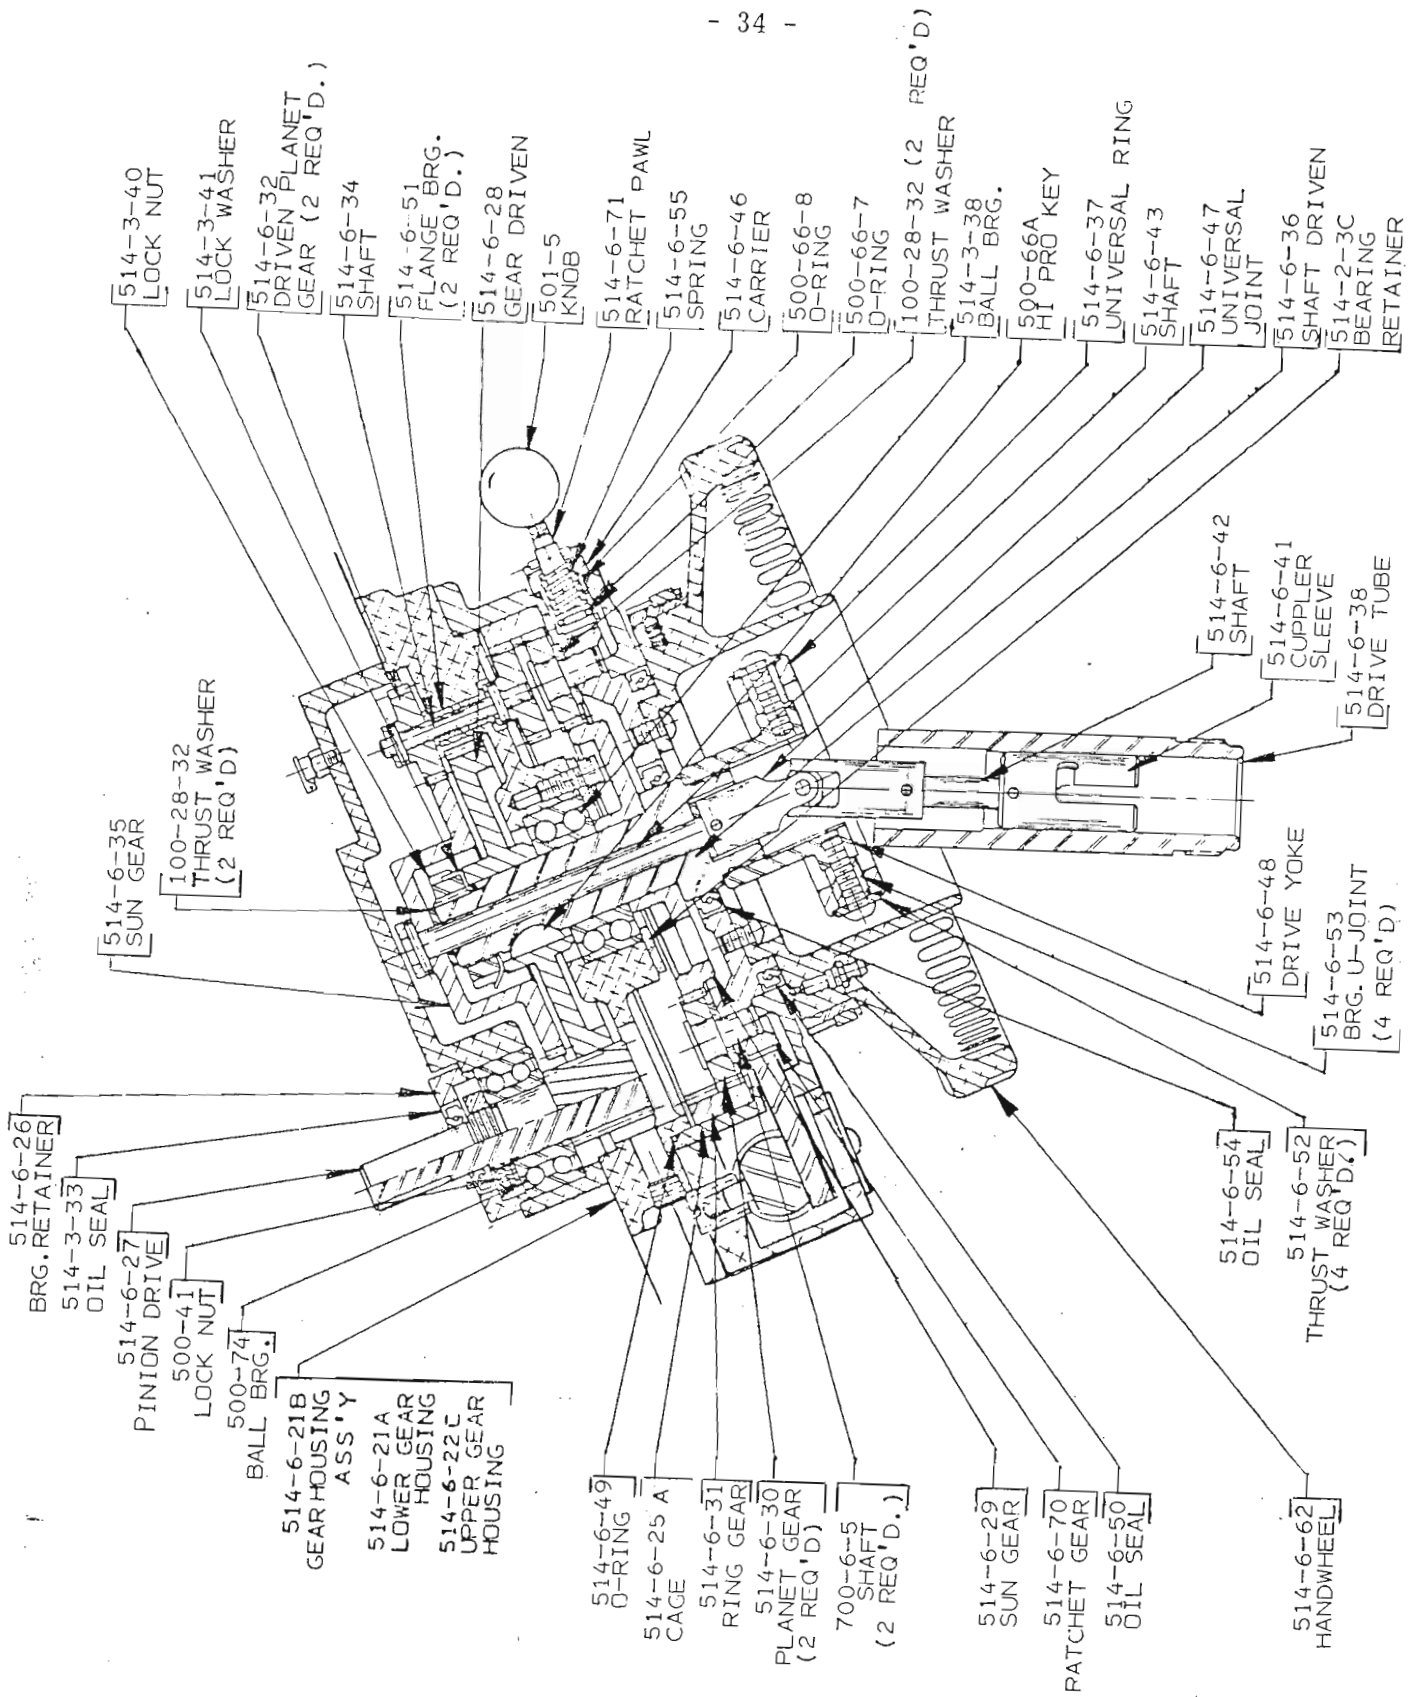 - 34 -
514-3-40
LOCK NUT
514-3-41
LOCK WASHER
514-6-32
DRIVEN PLANET
GEAR (2 REQ'D.)
514-6-34
SHAFT
514-6-51
FLANGE BRG.
(2 REQ'D.)
514-6-28
GEAR DRIVEN
501-5
KNOB
514-6-71
RATCHET PAWL
514-6-55
SPRING
514-6-46
CARRIER
500-66-8
O-RING
500-66-7
O-RING
100-28-32 (2 REQ'D)
THRUST WASHER
514-3-38
BALL BRG.
500-66A
HI PRO KEY
514-6-37
UNIVERSAL RING
514-6-43
SHAFT
514-6-47
UNIVERSAL
JOINT
514-6-36
SHAFT DRIVEN
514-2-3C
BEARING
RETAINER
514-6-35
SUN GEAR
100-28-32
THRUST WASHER
(2 REQ'D)
514-6-42
SHAFT
514-6-41
CUPPLER
SLEEVE
514-6-38
DRIVE TUBE
514-6-48
DRIVE YOKE
514-6-53
BRG. U-JOINT
(4 REQ'D)
514-6-26
BRG.RETAINER
514-3-33
OIL SEAL
514-6-27
PINION DRIVE
500-41
LOCK NUT
500-74
BALL BRG.
514-6-21B
GEARHOUSING
ASS'Y
514-6-21A
LOWER GEAR
HOUSING
514-6-22C
UPPER GEAR
HOUSING
514-6-49
O-RING
514-6-25 A
CAGE
514-6-31
RING GEAR
514-6-30
PLANET GEAR
(2 REQ'D)
700-6-5
SHAFT
(2 REQ'D.)
514-6-29
SUN GEAR
514-6-70
RATCHET GEAR
514-6-50
OIL SEAL
514-6-54
OIL SEAL
514-6-52
THRUST WASHER
(4 REQ'D.)
514-6-62
HANDWHEEL